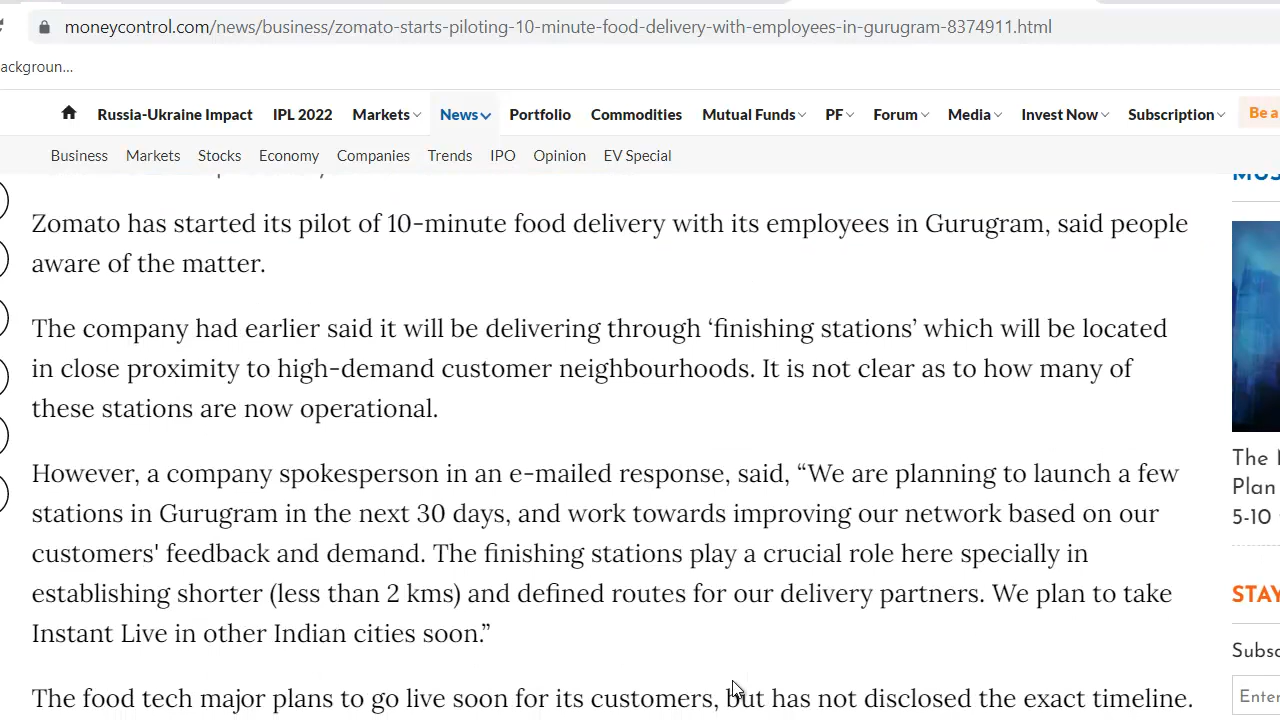 moneycontrol.com/news/business/zomato-starts-piloting-10-minute-food-delivery-with-employees-in-gurugram-8374911.html
ackgroun...
Russia-Ukraine Impact IPL 2022 Markets News Portfolio Commodities Mutual Funds PF Forum Media Invest Now Subscription Be a
Business Markets Stocks Economy Companies Trends IPO Opinion EV Special
Zomato has started its pilot of 10-minute food delivery with its employees in Gurugram, said people
aware of the matter.
The company had earlier said it will be delivering through ‘finishing stations’ which will be located
in close proximity to high-demand customer neighbourhoods. It is not clear as to how many of
these stations are now operational.
However, a company spokesperson in an e-mailed response, said, “We are planning to launch a few
stations in Gurugram in the next 30 days, and work towards improving our network based on our
customers' feedback and demand. The finishing stations play a crucial role here specially in
establishing shorter (less than 2 kms) and defined routes for our delivery partners. We plan to take
Instant Live in other Indian cities soon.”
The food tech major plans to go live soon for its customers, but has not disclosed the exact timeline.
The
Plan
5-10
STAY
Subsc
Enter